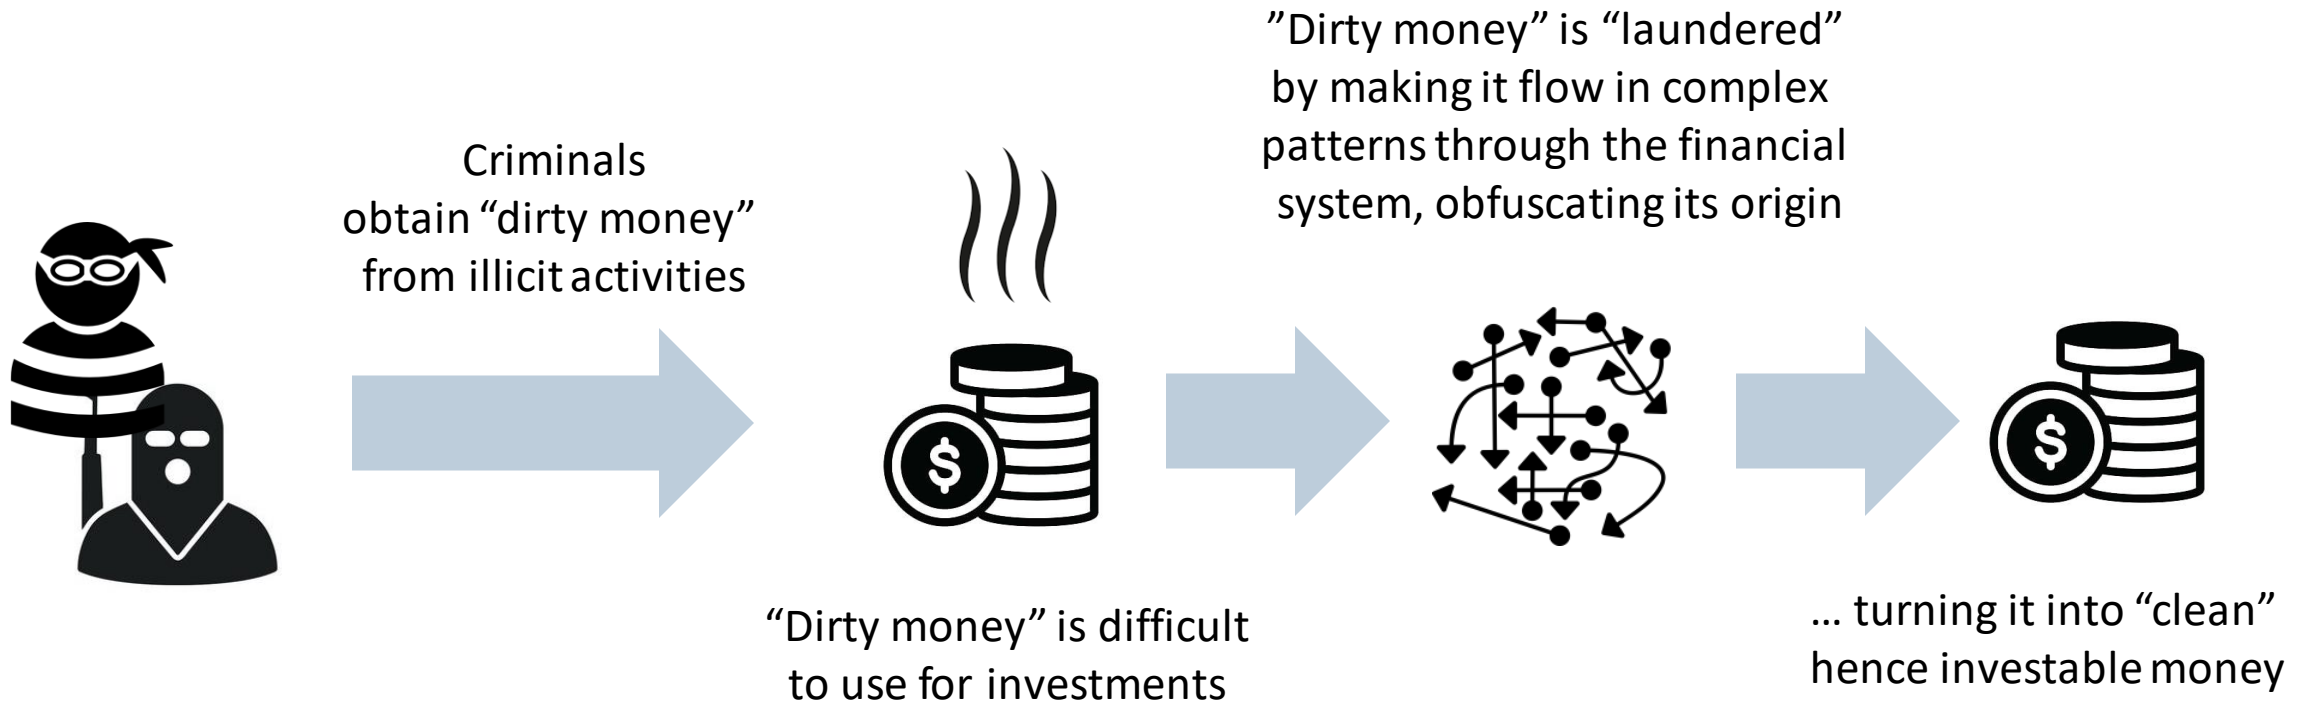 Criminals
obtain “dirty money”
from illicit activities
“Dirty money” is difficult
to use for investments
”Dirty money” is “laundered”
by making it flow in complex
patterns through the financial
system, obfuscating its origin
... turning it into “clean”
hence investable money
$
$